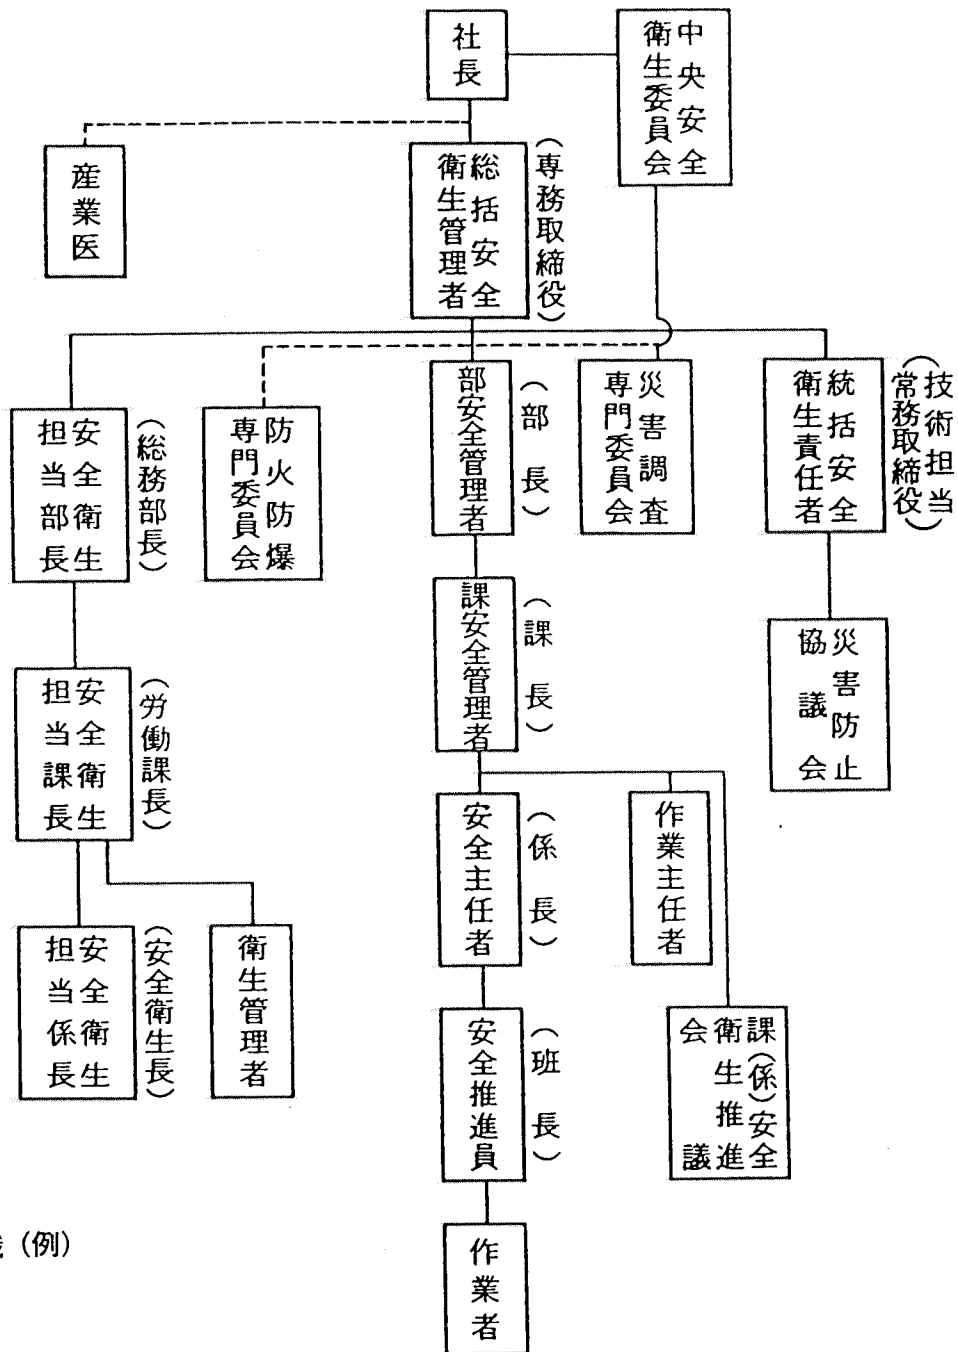 社長
中央安全
衛生委員会
産業医
総括安全
衛生管理者
（専務取締役）
安全衛生
担当部長
（総務部長）
防火防爆
専門委員会
部安全管理者
（部長）
災害調査
専門委員会
統括安全
衛生責任者
（技術担当
常務取締役）
課安全管理者
（課長）
災害防止
協議会
安全衛生
担当課長
（労働課長）
安全主任者
（係長）
作業主任者
安全衛生
担当係長
（安全衛生長）
衛生管理者
安全推進員
（班長）
課（係）安全
衛生推進
会議
作業者
（例）